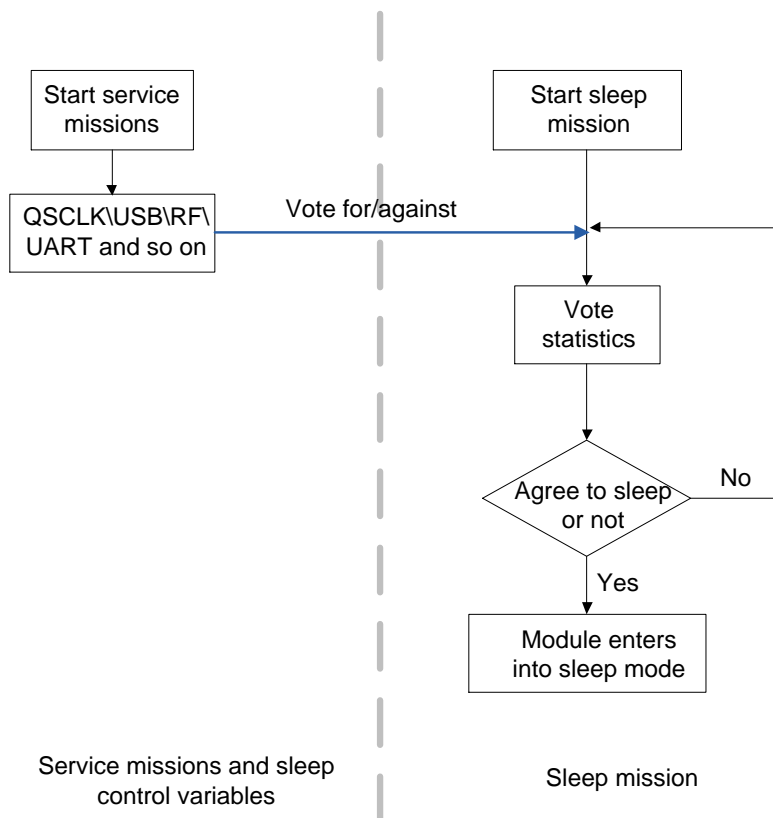 Start service
missions
QSCLK\USB\RF\
UART and so on
Vote for/against
Start sleep
mission
Vote
statistics
Agree to sleep
or not
No
Yes
Module enters
into sleep mode
Service missions and sleep
control variables
Sleep mission